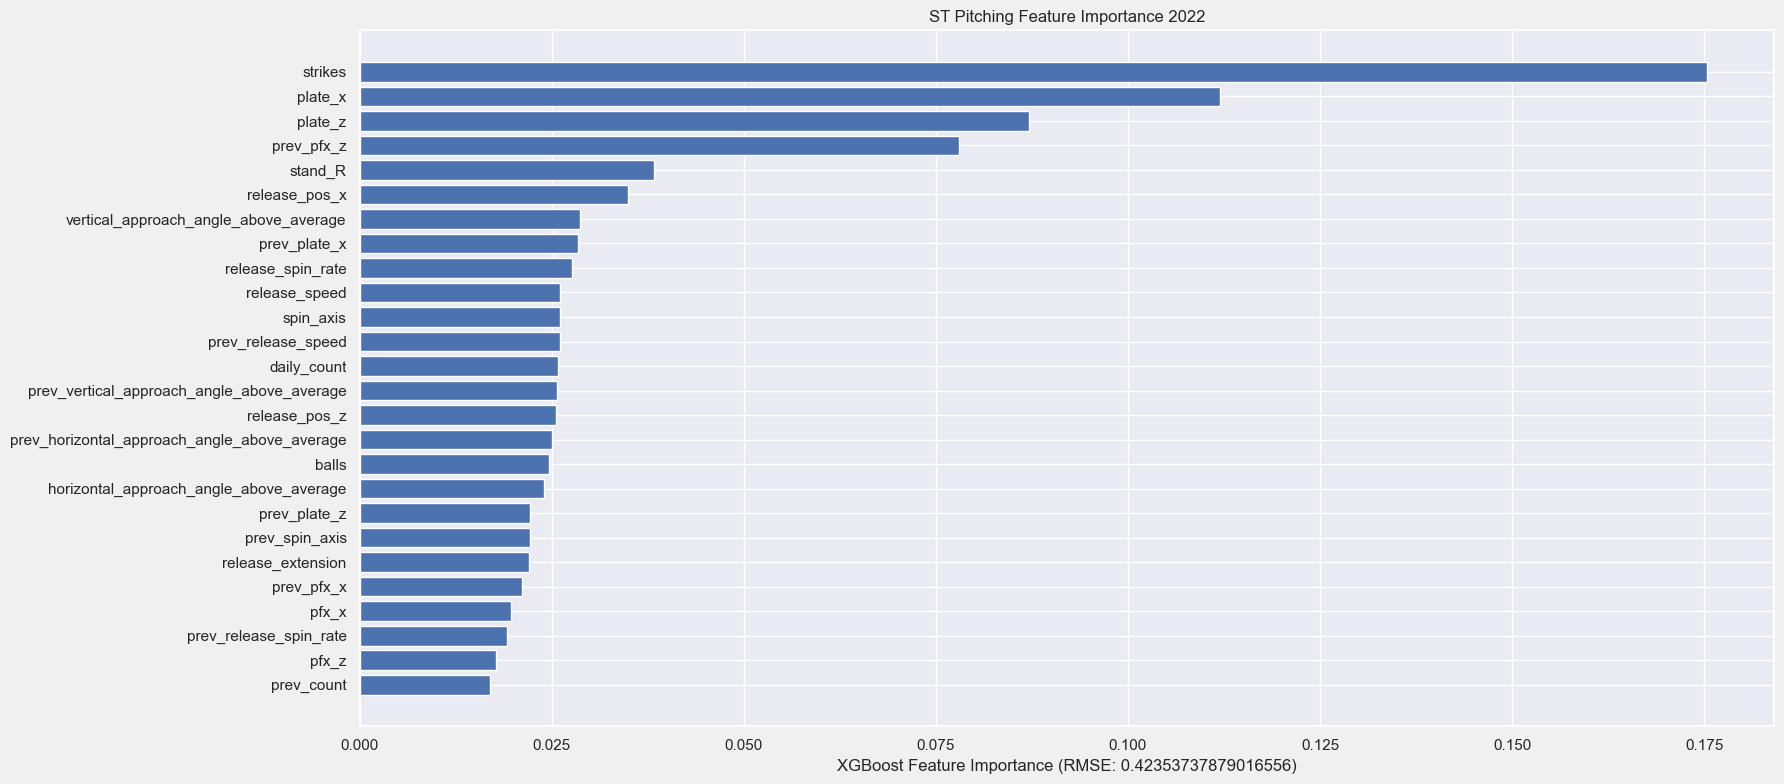 ST Pitching Feature Importance 2022
strikes
plate_x
plate_z
prev_pfx_z
stand_R
release_pos_x
vertical_approach_angle_above_average
prev_plate_x
release_spin_rate
release_speed
spin_axis
prev_release_speed
daily_count
prev_vertical_approach_angle_above_average
release_pos_z
prev_horizontal_approach_angle_above_average
balls
horizontal_approach_angle_above_average
prev_plate_z
prev_spin_axis
release_extension
prev_pfx_x
pfx_x
prev_release_spin_rate
pfx_z
prev_count
0.000 0.025 0.050 0.075 0.100 0.125 0.150 0.175
XGBoost Feature Importance (RMSE: 0.42353737879016556)